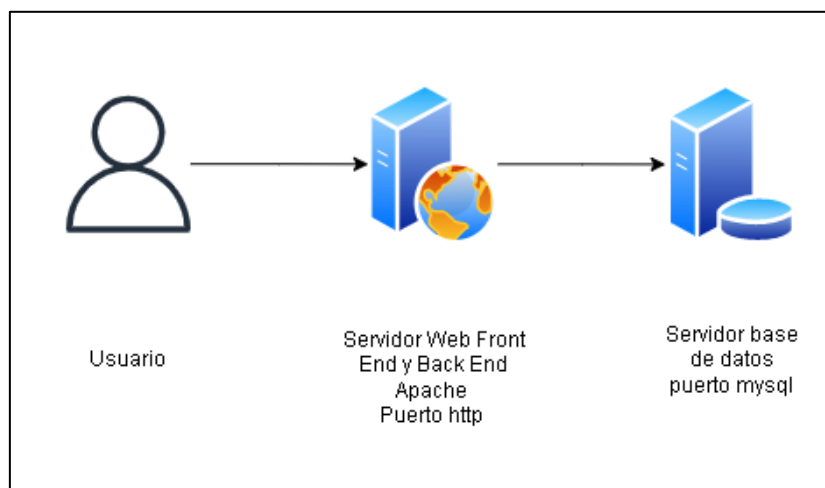 Usuario
Servidor Web Front
End y Back End
Apache
Puerto http
Servidor base
de datos
puerto mysql